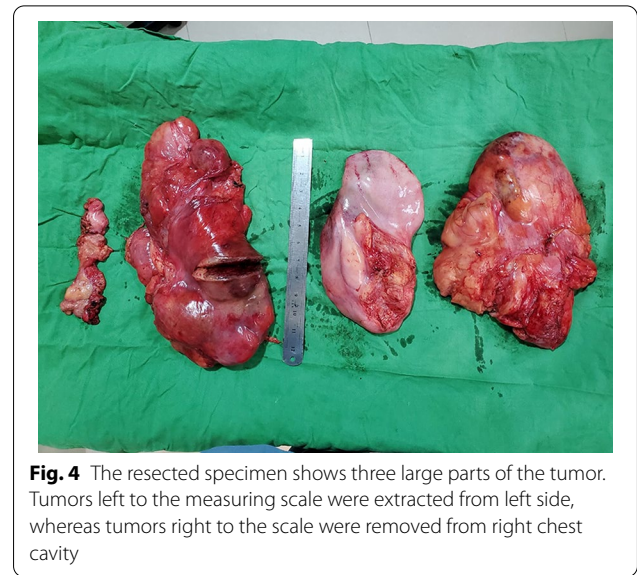 Fig. 4 The resected specimen shows three large parts of the tumor.
Tumors left to the measuring scale were extracted from left side,
whereas tumors right to the scale were removed from right chest
cavity